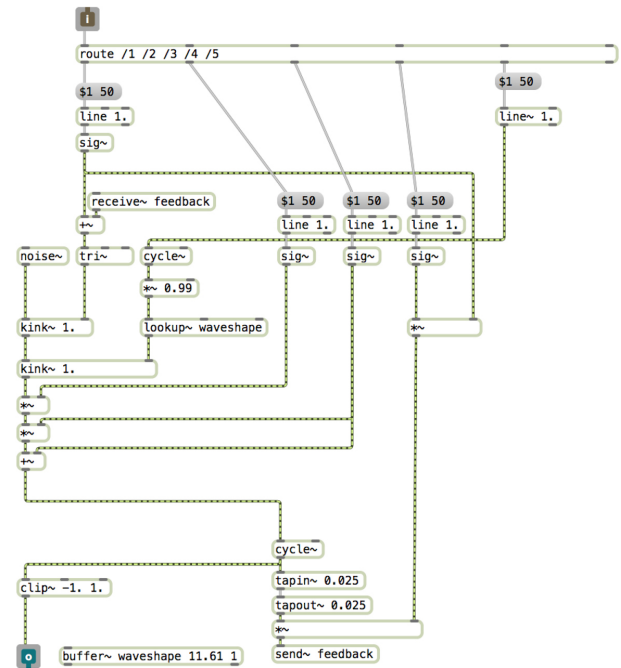 i
route /1 /2 /3 /4 /5
$1 50
$1 50
line 1.
line~ 1.
sig~
receive~ feedback
$1 50
$1 50
$1 50
+~
line 1.
line 1.
line 1.
noise~
tri~
cycle~
sig~
sig~
sig~
*~ 0.99
kink~ 1.
lookup~ waveshape
*~
kink~ 1.
*~
*~
+~
cycle~
clip~ -1. 1.
tapin~ 0.025
tapout~ 0.025
*~
o
buffer~ waveshape 11.61 1
send~ feedback